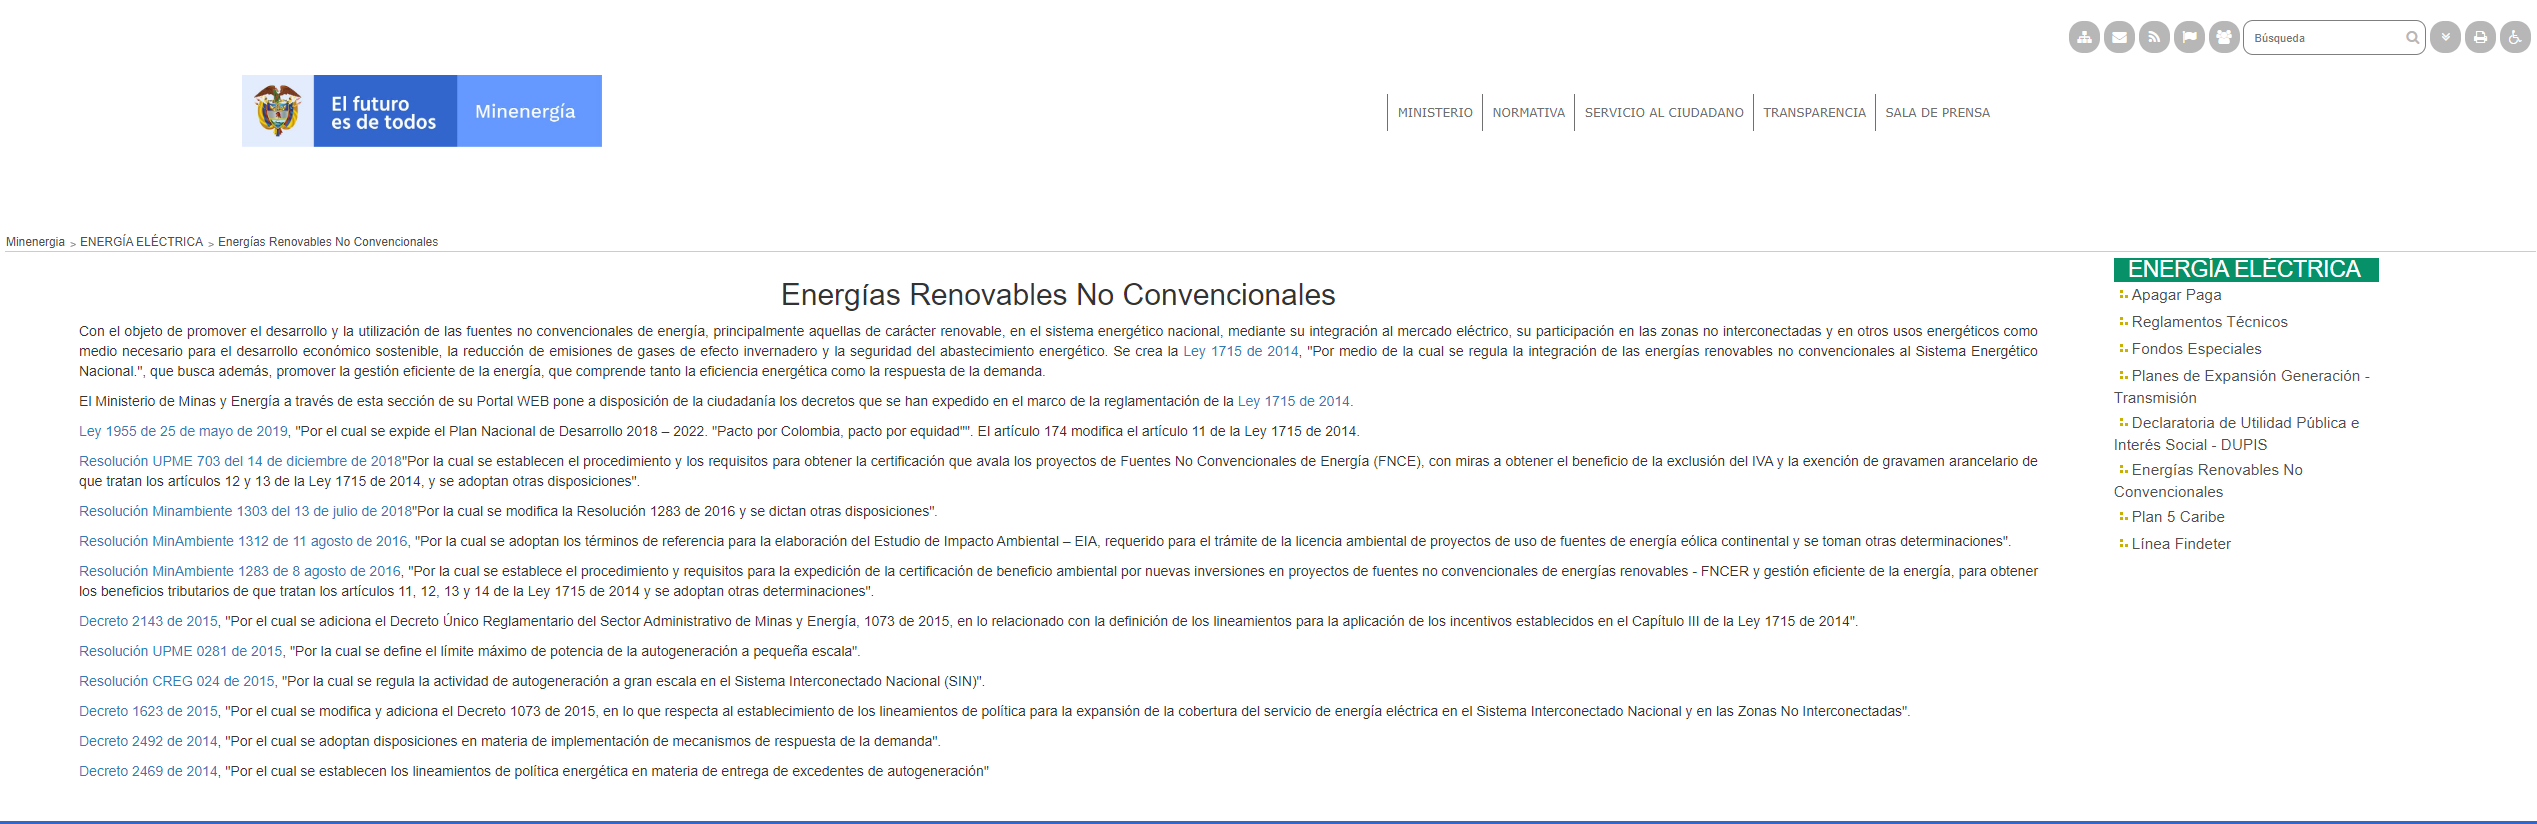 Búsqueda
El futuro
es de todos
Minenergía
MINISTERIO
NORMATIVA
SERVICIO AL CIUDADANO
TRANSPARENCIA
SALA DE PRENSA
Minenergia > ENERGÍA ELÉCTRICA > Energías Renovables No Convencionales
Energías Renovables No Convencionales
Con el objeto de promover el desarrollo y la utilización de las fuentes no convencionales de energía, principalmente aquellas de carácter renovable, en el sistema energético nacional, mediante su integración al mercado eléctrico, su participación en las zonas no interconectadas y en otros usos energéticos como
medio necesario para el desarrollo económico sostenible, la reducción de emisiones de gases de efecto invernadero y la seguridad del abastecimiento energético. Se crea la Ley 1715 de 2014, "Por medio de la cual se regula la integración de las energías renovables no convencionales al Sistema Energético
Nacional.", que busca además, promover la gestión eficiente de la energía, que comprende tanto la eficiencia energética como la respuesta de la demanda.
El Ministerio de Minas y Energía a través de esta sección de su Portal WEB pone a disposición de la ciudadanía los decretos que se han expedido en el marco de la reglamentación de la Ley 1715 de 2014.
Ley 1955 de 25 de mayo de 2019, "Por el cual se expide el Plan Nacional de Desarrollo 2018 – 2022. "Pacto por Colombia, pacto por equidad"". El artículo 174 modifica el artículo 11 de la Ley 1715 de 2014.
Resolución UPME 703 del 14 de diciembre de 2018"Por la cual se establecen el procedimiento y los requisitos para obtener la certificación que avala los proyectos de Fuentes No Convencionales de Energía (FNCE), con miras a obtener el beneficio de la exclusión del IVA y la exención de gravamen arancelario de
que tratan los artículos 12 y 13 de la Ley 1715 de 2014, y se adoptan otras disposiciones".
Resolución Minambiente 1303 del 13 de julio de 2018"Por la cual se modifica la Resolución 1283 de 2016 y se dictan otras disposiciones".
Resolución MinAmbiente 1312 de 11 agosto de 2016, "Por la cual se adoptan los términos de referencia para la elaboración del Estudio de Impacto Ambiental – EIA, requerido para el trámite de la licencia ambiental de proyectos de uso de fuentes de energía eólica continental y se toman otras determinaciones".
Resolución MinAmbiente 1283 de 8 agosto de 2016, "Por la cual se establece el procedimiento y requisitos para la expedición de la certificación de beneficio ambiental por nuevas inversiones en proyectos de fuentes no convencionales de energías renovables - FNCER y gestión eficiente de la energía, para obtener
los beneficios tributarios de que tratan los artículos 11, 12, 13 y 14 de la Ley 1715 de 2014 y se adoptan otras determinaciones".
Decreto 2143 de 2015, "Por el cual se adiciona el Decreto Único Reglamentario del Sector Administrativo de Minas y Energía, 1073 de 2015, en lo relacionado con la definición de los lineamientos para la aplicación de los incentivos establecidos en el Capítulo III de la Ley 1715 de 2014".
Resolución UPME 0281 de 2015, "Por la cual se define el límite máximo de potencia de la autogeneración a pequeña escala".
Resolución CREG 024 de 2015, "Por la cual se regula la actividad de autogeneración a gran escala en el Sistema Interconectado Nacional (SIN)".
Decreto 1623 de 2015, "Por el cual se modifica y adiciona el Decreto 1073 de 2015, en lo que respecta al establecimiento de los lineamientos de política para la expansión de la cobertura del servicio de energía eléctrica en el Sistema Interconectado Nacional y en las Zonas No Interconectadas".
Decreto 2492 de 2014, "Por el cual se adoptan disposiciones en materia de implementación de mecanismos de respuesta de la demanda".
Decreto 2469 de 2014, "Por el cual se establecen los lineamientos de política energética en materia de entrega de excedentes de autogeneración"
ENERGÍA ELÉCTRICA
Apagar Paga
Reglamentos Técnicos
Fondos Especiales
Planes de Expansión Generación -
Transmisión
Declaratoria de Utilidad Pública e
Interés Social - DUPIS
Energías Renovables No
Convencionales
Plan 5 Caribe
Línea Findeter